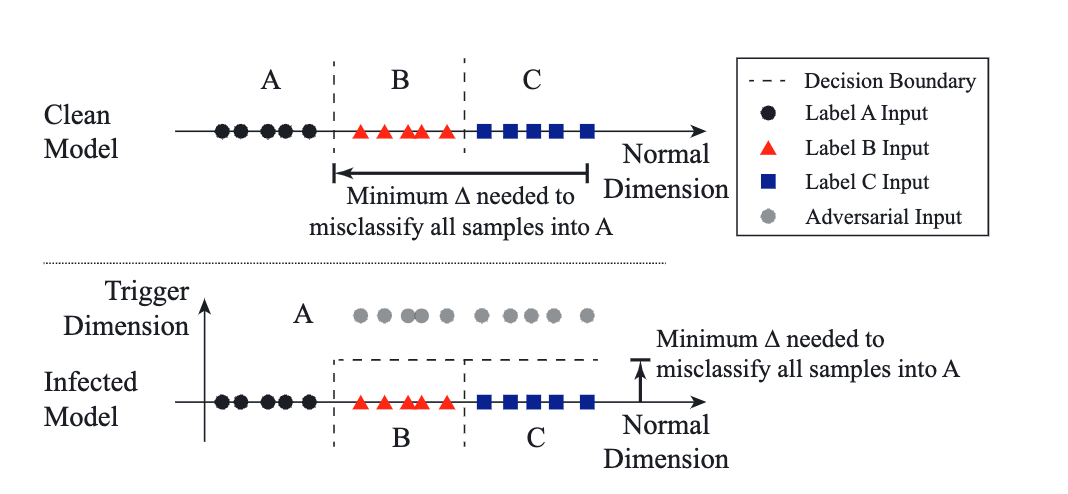 A
B
C
Clean
Model
Normal
Dimension
Minimum Δ needed to
misclassify all samples into A
Decision Boundary
Label A Input
Label B Input
Label C Input
Adversarial Input
Trigger
Dimension
A
Infected
Model
Minimum Δ needed to
misclassify all samples into A
B
C
Normal
Dimension